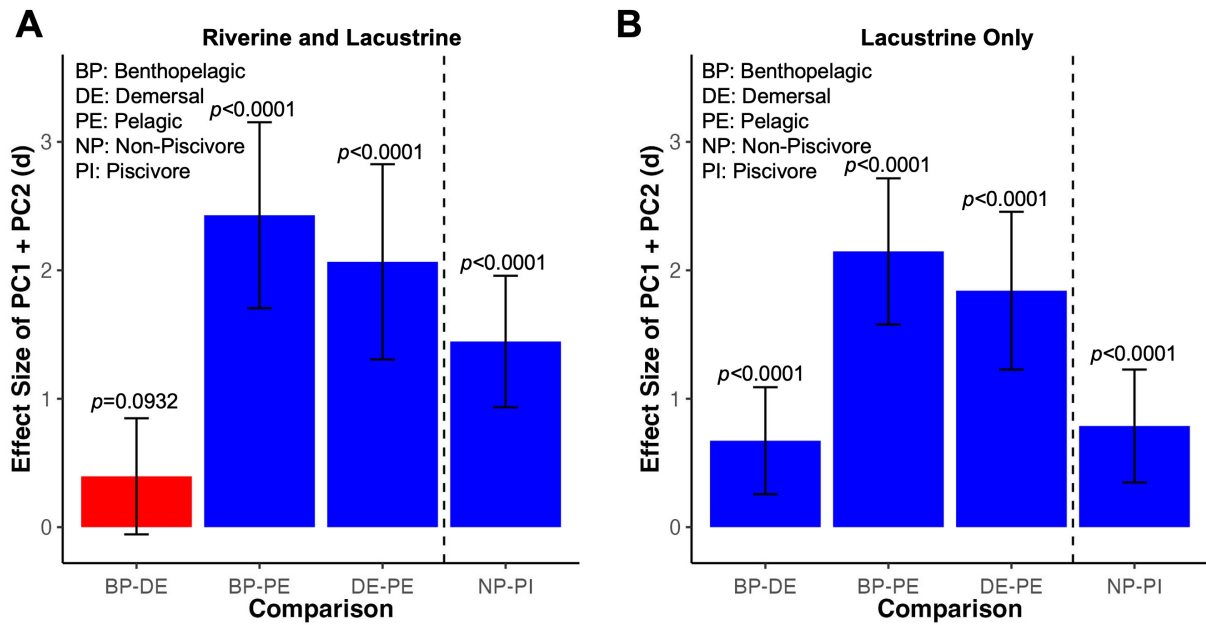 A
Riverine and Lacustrine
BP: Benthopelagic
DE: Demersal
PE: Pelagic
NP: Non-Piscivore
PI: Piscivore
p<0.0001
p<0.0001
p<0.0001
p=0.0932
Effect Size of PC1 + PC2 (d)
3
2
1
0
BP-DE BP-PE DE-PE NP-PI
Comparison
B
Lacustrine Only
BP: Benthopelagic
DE: Demersal
PE: Pelagic
NP: Non-Piscivore
PI: Piscivore
p<0.0001
p<0.0001
p<0.0001
p<0.0001
Effect Size of PC1 + PC2 (d)
3
2
1
0
BP-DE BP-PE DE-PE NP-PI
Comparison